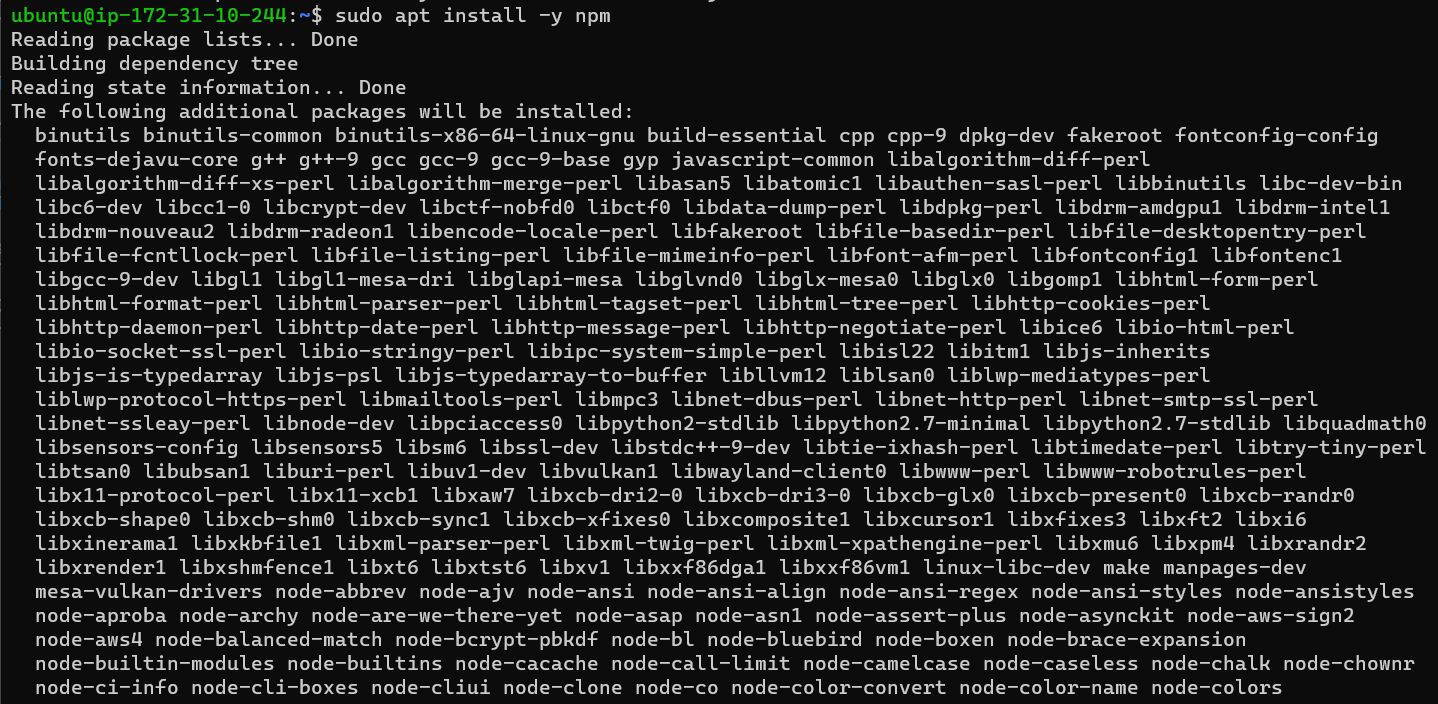 ubuntu@ip-172-31-10-244:~$ sudo apt install -y npm
Reading package lists... Done
Building dependency tree
Reading state information... Done
The following additional packages will be installed:
binutils binutils-common binutils-x86-64-linux-gnu build-essential cpp cpp-9 dpkg-dev fakeroot fontconfig-config
fonts-dejavu-core g++ g++-9 gcc gcc-9 gcc-9-base gyp javascript-common libalgorithm-diff-perl
libalgorithm-diff-xs-perl libalgorithm-merge-perl libasan5 libatomic1 libauthen-sasl-perl libbinutils libc-dev-bin
libc6-dev libcc1-0 libcrypt-dev libctf-nobfd0 libctf0 libdata-dump-perl libdpkg-perl libdrm-amdgpu1 libdrm-intel1
libdrm-nouveau2 libdrm-radeon1 libencode-locale-perl libfakeroot libfile-basedir-perl libfile-desktopentry-perl
libfile-fcntllock-perl libfile-listing-perl libfile-mimeinfo-perl libfont-afm-perl libfontconfig1 libfontenc1
libgcc-9-dev libgl1 libgl1-mesa-dri libglapi-mesa libglvnd0 libglx-mesa0 libglx0 libgomp1 libhtml-form-perl
libhtml-format-perl libhtml-parser-perl libhtml-tagset-perl libhtml-tree-perl libhttp-cookies-perl
libhttp-daemon-perl libhttp-date-perl libhttp-message-perl libhttp-negotiate-perl libice6 libio-html-perl
libio-socket-ssl-perl libio-stringy-perl libipc-system-simple-perl libisl22 libitm1 libjs-inherits
libjs-is-typedarray libjs-psl libjs-typedarray-to-buffer libllvm12 liblsan0 liblwp-mediatypes-perl
liblwp-protocol-https-perl libmailtools-perl libmpc3 libnet-dbus-perl libnet-http-perl libnet-smtp-ssl-perl
libnet-ssleay-perl libnode-dev libpciaccess0 libpython2-stdlib libpython2.7-minimal libpython2.7-stdlib libquadmath0
libsensors-config libsensors5 libsm6 libssl-dev libstdc++-9-dev libtie-ixhash-perl libtimedate-perl libtry-tiny-perl
libtsan0 libubsan1 liburi-perl libuv1-dev libvulkan1 libwayland-client0 libwww-perl libwww-robotrules-perl
libx11-protocol-perl libx11-xcb1 libxaw7 libxcb-dri2-0 libxcb-dri3-0 libxcb-glx0 libxcb-present0 libxcb-randr0
libxcb-shape0 libxcb-shm0 libxcb-sync1 libxcb-xfixes0 libxcomposite1 libxcursor1 libxfixes3 libxft2 libxi6
libxinerama1 libxkbfile1 libxml-parser-perl libxml-twig-perl libxml-xpathengine-perl libxmu6 libxpm4 libxrandr2
libxrender1 libxshmfence1 libxt6 libxtst6 libxv1 libxxf86dga1 libxxf86vm1 linux-libc-dev make manpages-dev
mesa-vulkan-drivers node-abbrev node-ajv node-ansi node-ansi-align node-ansi-regex node-ansi-styles node-ansistyles
node-aproba node-archy node-are-we-there-yet node-asap node-asn1 node-assert-plus node-asynckit node-aws-sign2
node-aws4 node-balanced-match node-bcrypt-pbkdf node-bl node-bluebird node-boxen node-brace-expansion
node-builtin-modules node-builtins node-cacache node-call-limit node-camelcase node-caseless node-chalk node-chownr
node-ci-info node-cli-boxes node-cliui node-clone node-co node-color-convert node-color-name node-colors